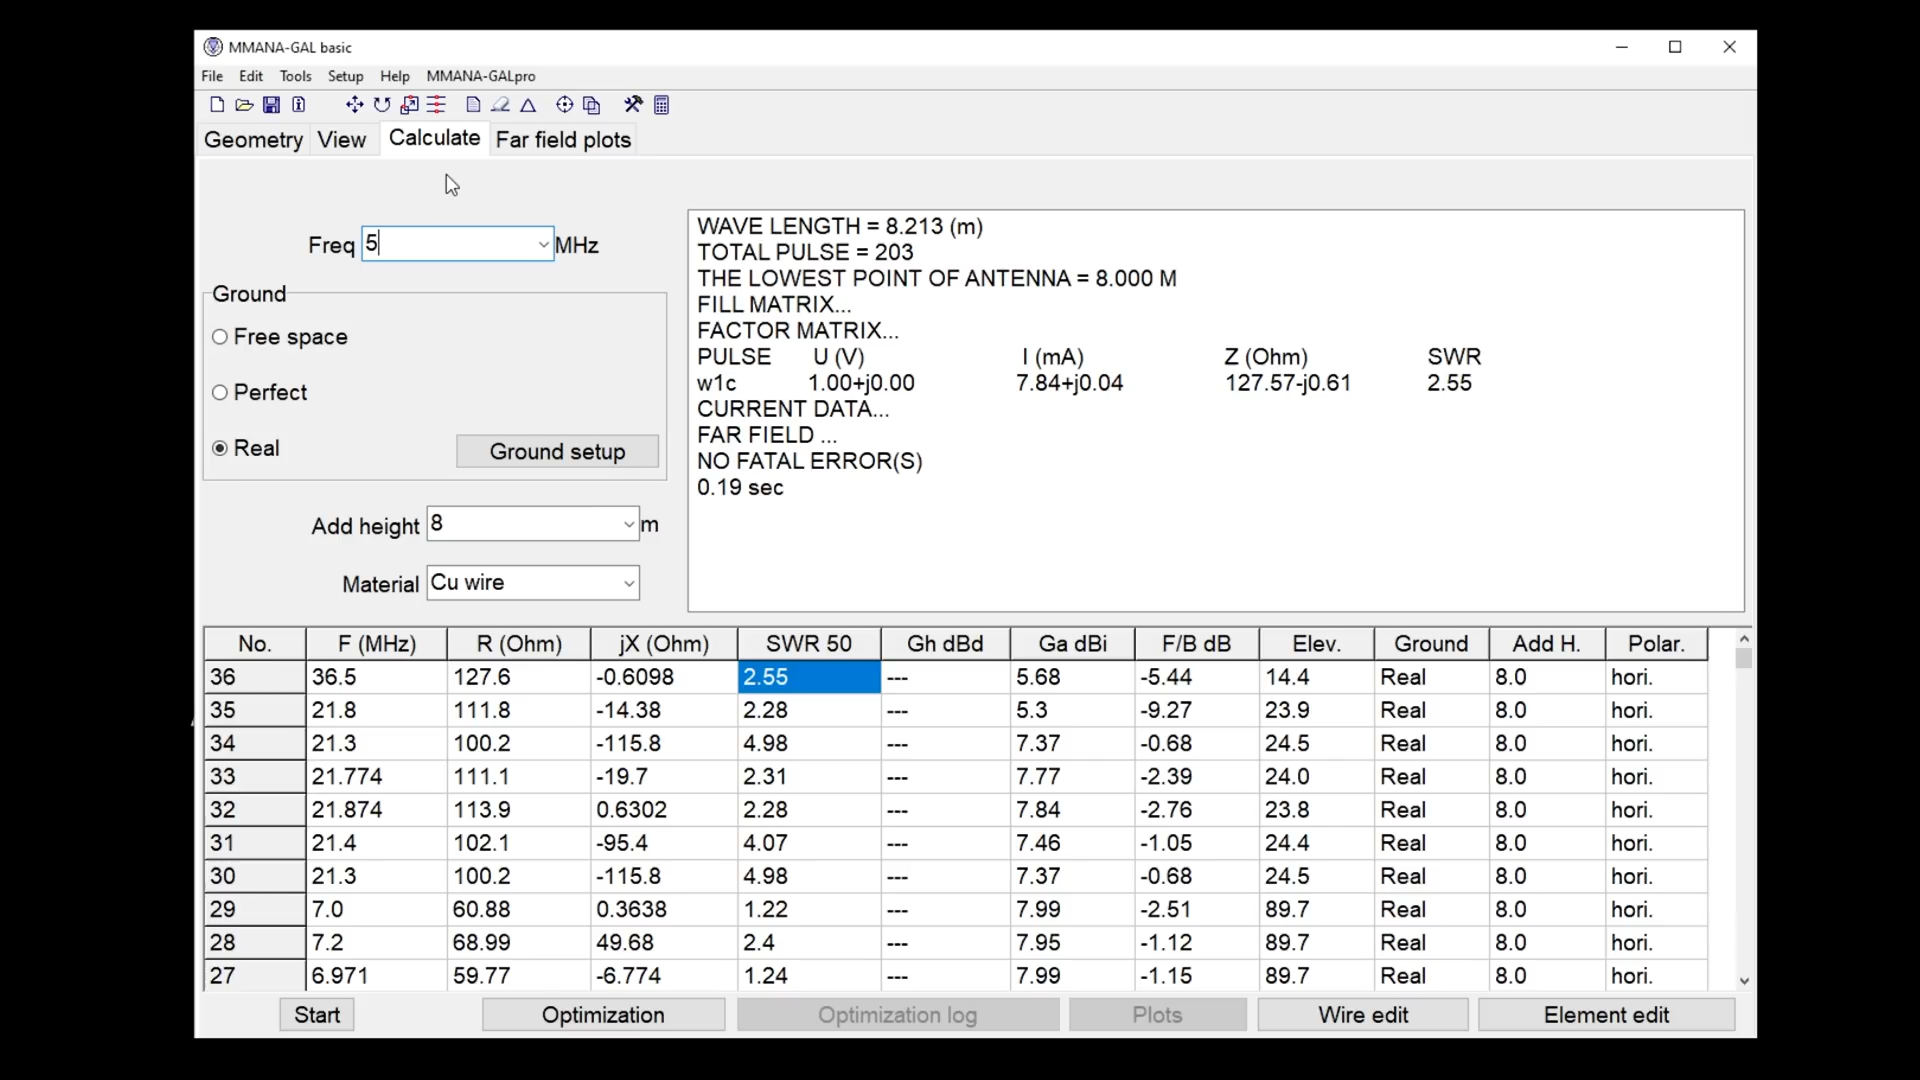 MMANA-GAL basic
File Edit Tools Setup Help MMANA-GALpro
Geometry View Calculate Far field plots
Freq 5 MHz
Ground
Free space
Perfect
Real Ground setup
Add height 8 m
Material Cu wire
WAVE LENGTH = 8.213 (m)
TOTAL PULSE = 203
THE LOWEST POINT OF ANTENNA = 8.000 M
FILL MATRIX...
FACTOR MATRIX...
PULSE U (V) I (mA) Z (Ohm) SWR
w1c 1.00+j0.00 7.84+j0.04 127.57-j0.61 2.55
CURRENT DATA...
FAR FIELD ...
NO FATAL ERROR(S)
0.19 sec
No. F (MHz) R (Ohm) jX (Ohm) SWR 50 Gh dBd Ga dBi F/B dB Elev. Ground Add H. Polar.
36 36.5 127.6 -0.6098 2.55 --- 5.68 -5.44 14.4 Real 8.0 hori.
35 21.8 111.8 -14.38 2.28 --- 5.3 -9.27 23.9 Real 8.0 hori.
34 21.3 100.2 -115.8 4.98 --- 7.37 -0.68 24.5 Real 8.0 hori.
33 21.774 111.1 -19.7 2.31 --- 7.77 -2.39 24.0 Real 8.0 hori.
32 21.874 113.9 0.6302 2.28 --- 7.84 -2.76 23.8 Real 8.0 hori.
31 21.4 102.1 -95.4 4.07 --- 7.46 -1.05 24.4 Real 8.0 hori.
30 21.3 100.2 -115.8 4.98 --- 7.37 -0.68 24.5 Real 8.0 hori.
29 7.0 60.88 0.3638 1.22 --- 7.99 -2.51 89.7 Real 8.0 hori.
28 7.2 68.99 49.68 2.4 --- 7.95 -1.12 89.7 Real 8.0 hori.
27 6.971 59.77 -6.774 1.24 --- 7.99 -1.15 89.7 Real 8.0 hori.
Start Optimization Optimization log Plots Wire edit Element edit